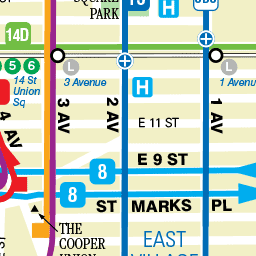 SQUARE
PARK
14D
L
3 Avenue
L
1 Avenue
5 6
14 St
Union
Sq
H
H
4 AV
3 AV
2 AV
1 AV
E 11 ST
E 9 ST
8
8
ST MARKS PL
THE
COOPER
UNION
EAST
VILLAGE